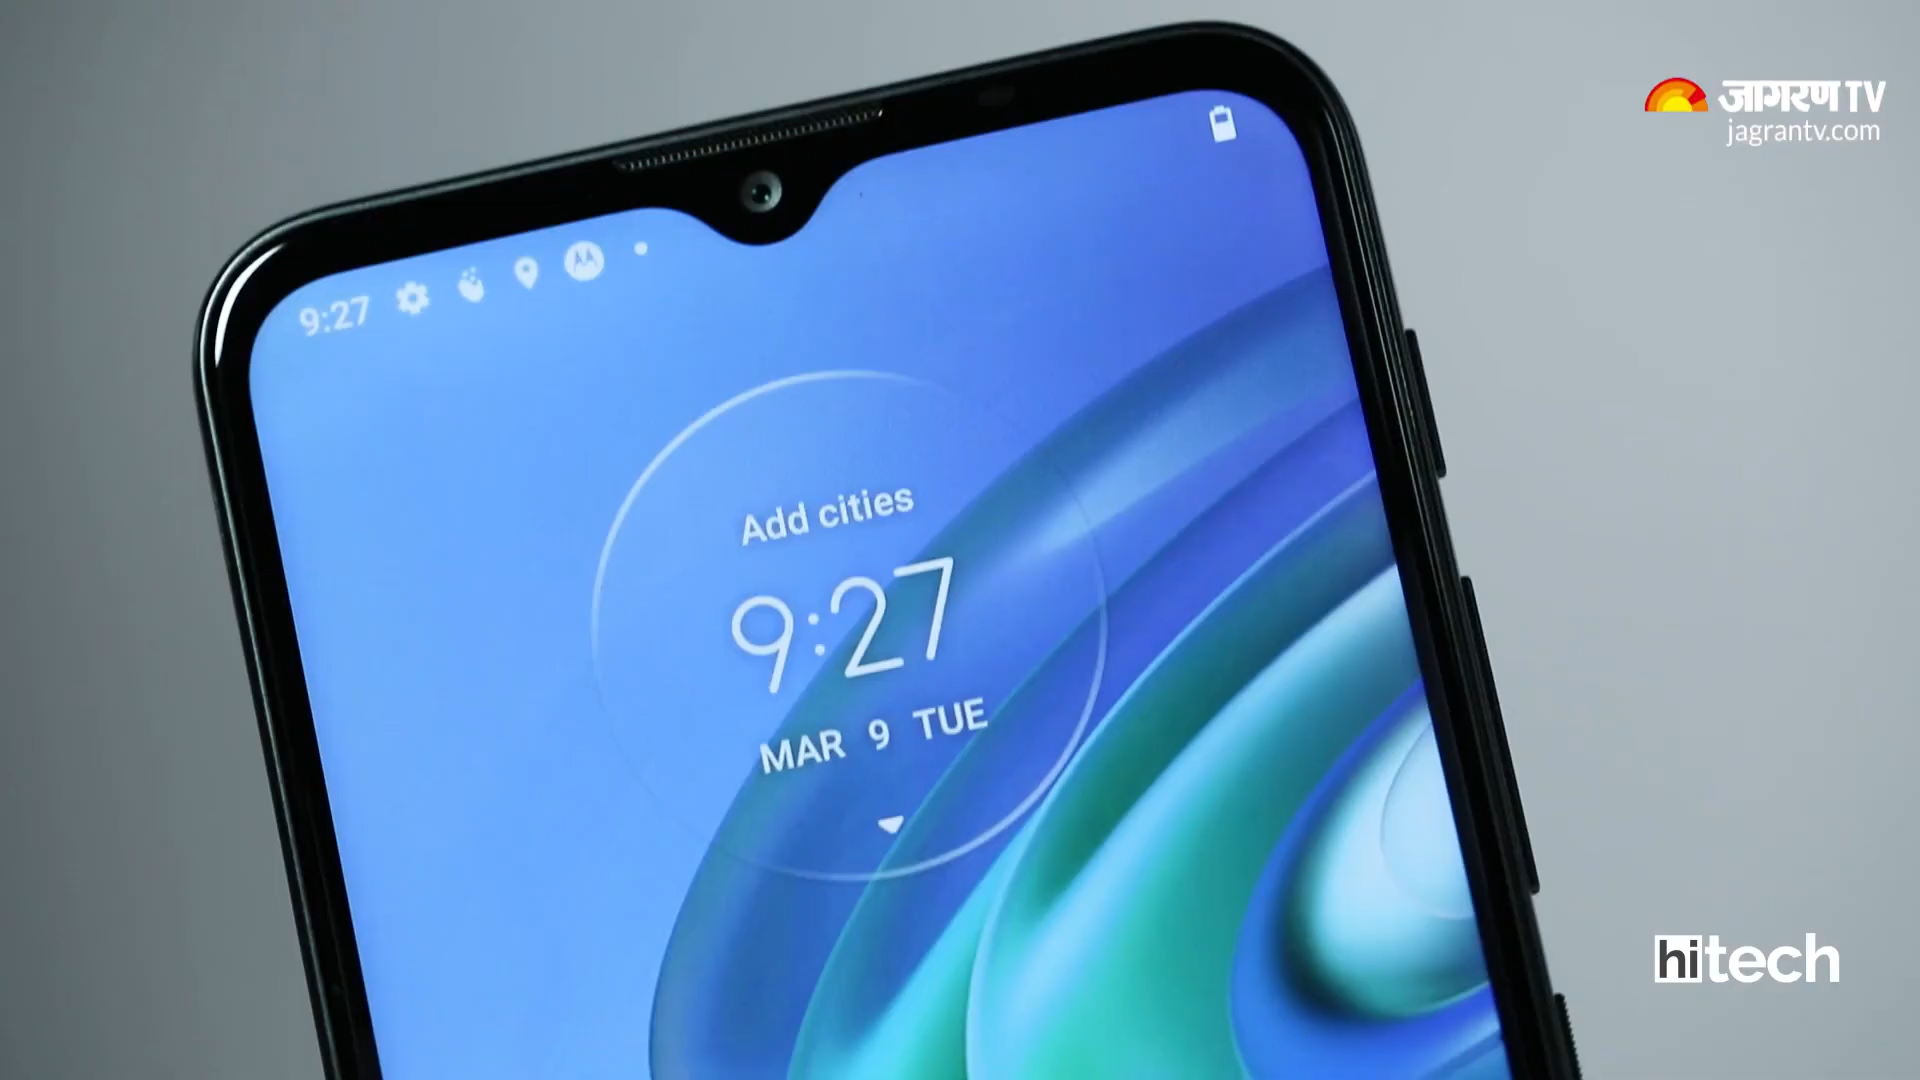 जागरण TV
jagrantv.com
9:27
Add cities
9:27
MAR 9 TUE
hitech